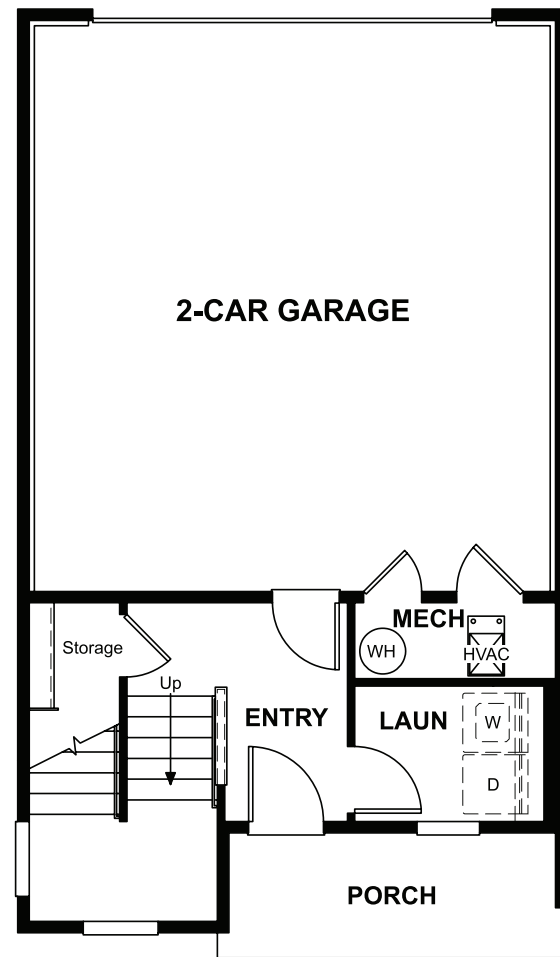 2-CAR GARAGE
MECH
Storage
WH
HVAC
Up
ENTRY
LAUN
W
D
PORCH